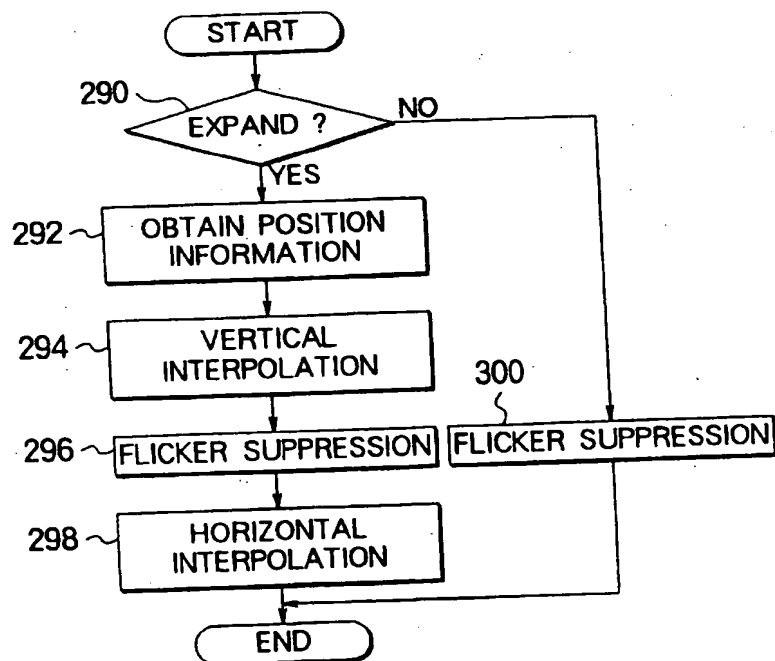 START
290
EXPAND ?
NO
YES
292
OBTAIN POSITION
INFORMATION
294
VERTICAL
INTERPOLATION
300
296
FLICKER SUPPRESSION
FLICKER SUPPRESSION
298
HORIZONTAL
INTERPOLATION
END